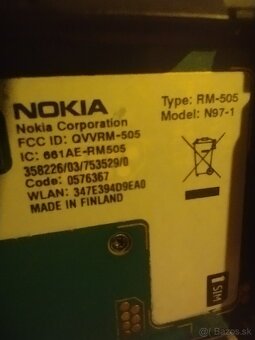 NOKIA
Type: RM-505
Model: N97-1
Nokia Corporation
FCC ID: QVVRM-505
IC: 661AE-RM505
358226/03/753529/0
Code: 0576367
WLAN: 347E394D9EA0
MADE IN FINLAND
SIM
© Bazos.sk